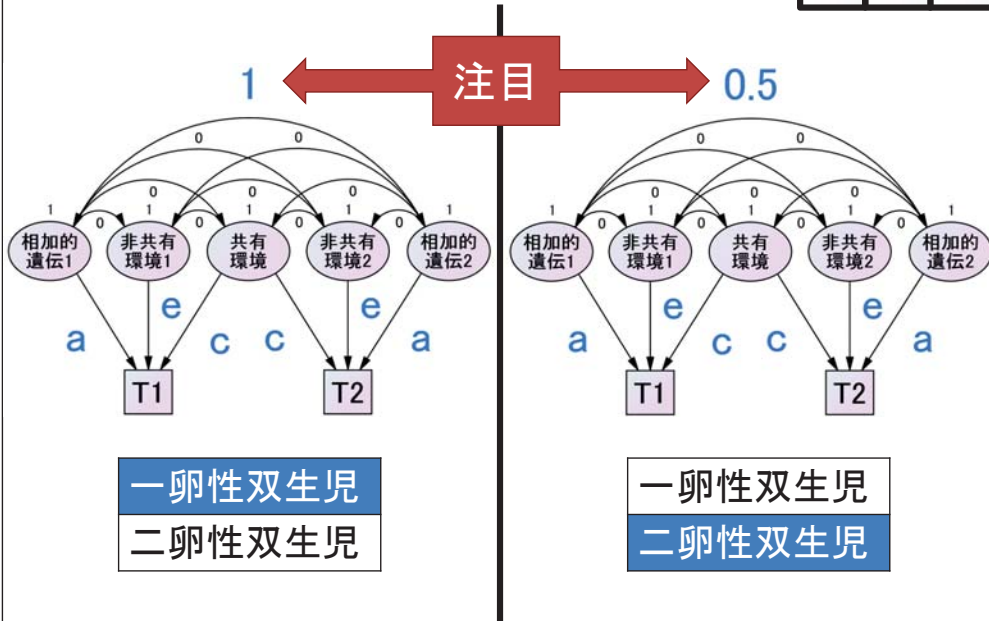 注目
1
0
0
0
0
0
1
1
1
1
1
0
0
0
0
相加的
遺伝1
非共有
環境1
共有
環境
非共有
環境2
相加的
遺伝2
a
e
c
c
e
a
T1
T2
一卵性双生児
二卵性双生児
0.5
0
0
0
0
0
1
1
1
1
1
0
0
0
0
相加的
遺伝1
非共有
環境1
共有
環境
非共有
環境2
相加的
遺伝2
a
e
c
c
e
a
T1
T2
一卵性双生児
二卵性双生児